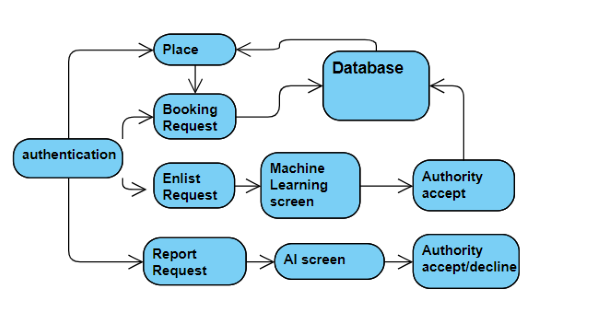 Place
Database
Booking
Request
authentication
Enlist
Request
Machine
Learning
screen
Authority
accept
Report
Request
AI screen
Authority
accept/decline